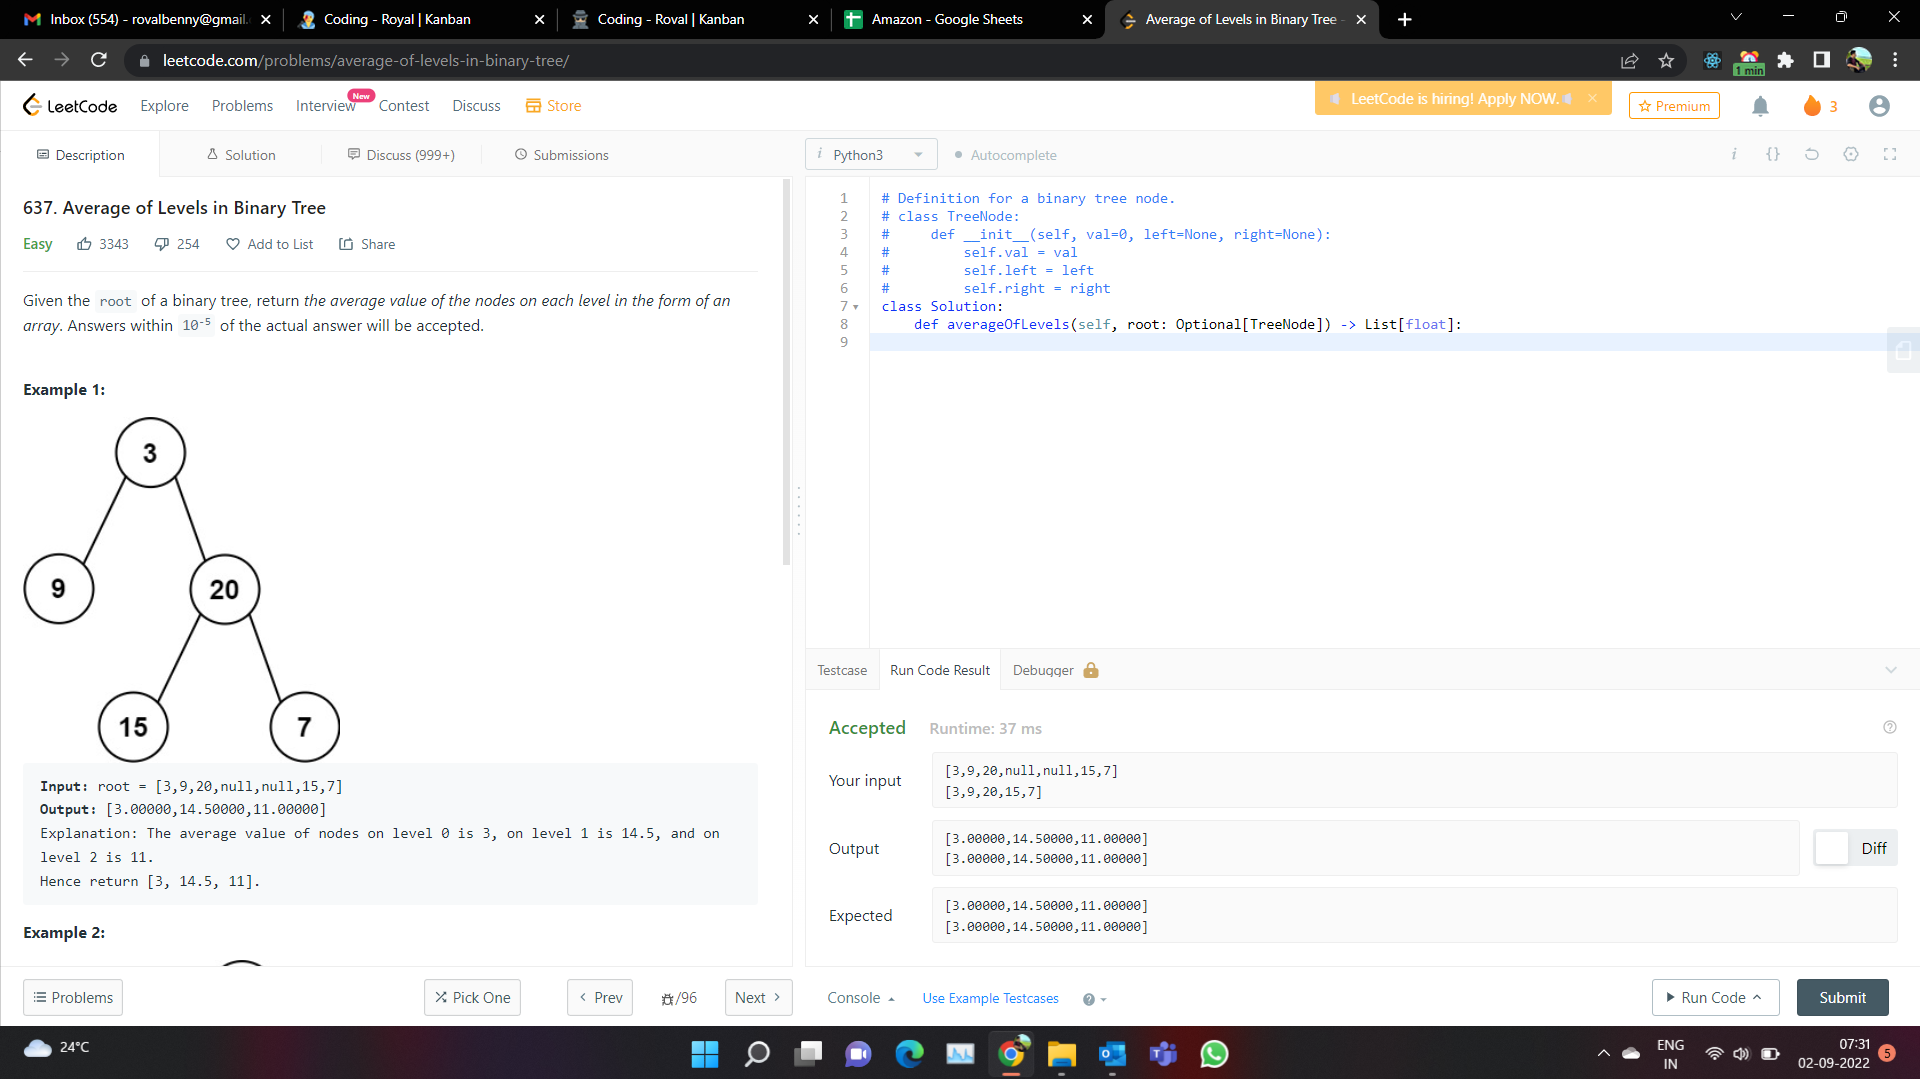 Inbox (554) - rovalbenny@gmail.
Coding - Royal | Kanban
Coding - Roval | Kanban
Amazon - Google Sheets
Average of Levels in Binary Tree -
leetcode.com/problems/average-of-levels-in-binary-tree/
1 min
LeetCode
Explore
Problems
Interview
New
Contest
Discuss
Store
LeetCode is hiring! Apply NOW.
Premium
3
Description
Solution
Discuss (999+)
Submissions
637. Average of Levels in Binary Tree
Easy
3343
254
Add to List
Share
Given the root of a binary tree, return the average value of the nodes on each level in the form of an
array. Answers within 10-5 of the actual answer will be accepted.
Example 1:
3
9
20
15
7
Input: root = [3,9,20,null,null,15,7]
Output: [3.00000,14.50000,11.00000]
Explanation: The average value of nodes on level 0 is 3, on level 1 is 14.5, and on
level 2 is 11.
Hence return [3, 14.5, 11].
Example 2:
Problems
Pick One
Prev
/96
Next
i Python3
Autocomplete
i {}
1 # Definition for a binary tree node.
2 # class TreeNode:
3 #     def __init__(self, val=0, left=None, right=None):
4 #         self.val = val
5 #         self.left = left
6 #         self.right = right
7 class Solution:
8     def averageOfLevels(self, root: Optional[TreeNode]) -> List[float]:
9
Testcase
Run Code Result
Debugger
Accepted
Runtime: 37 ms
Your input
[3,9,20,null,null,15,7]
[3,9,20,15,7]
Output
[3.00000,14.50000,11.00000]
[3.00000,14.50000,11.00000]
Diff
Expected
[3.00000,14.50000,11.00000]
[3.00000,14.50000,11.00000]
Console
Use Example Testcases
Run Code
Submit
24°C
ENG
IN
07:31
02-09-2022
5